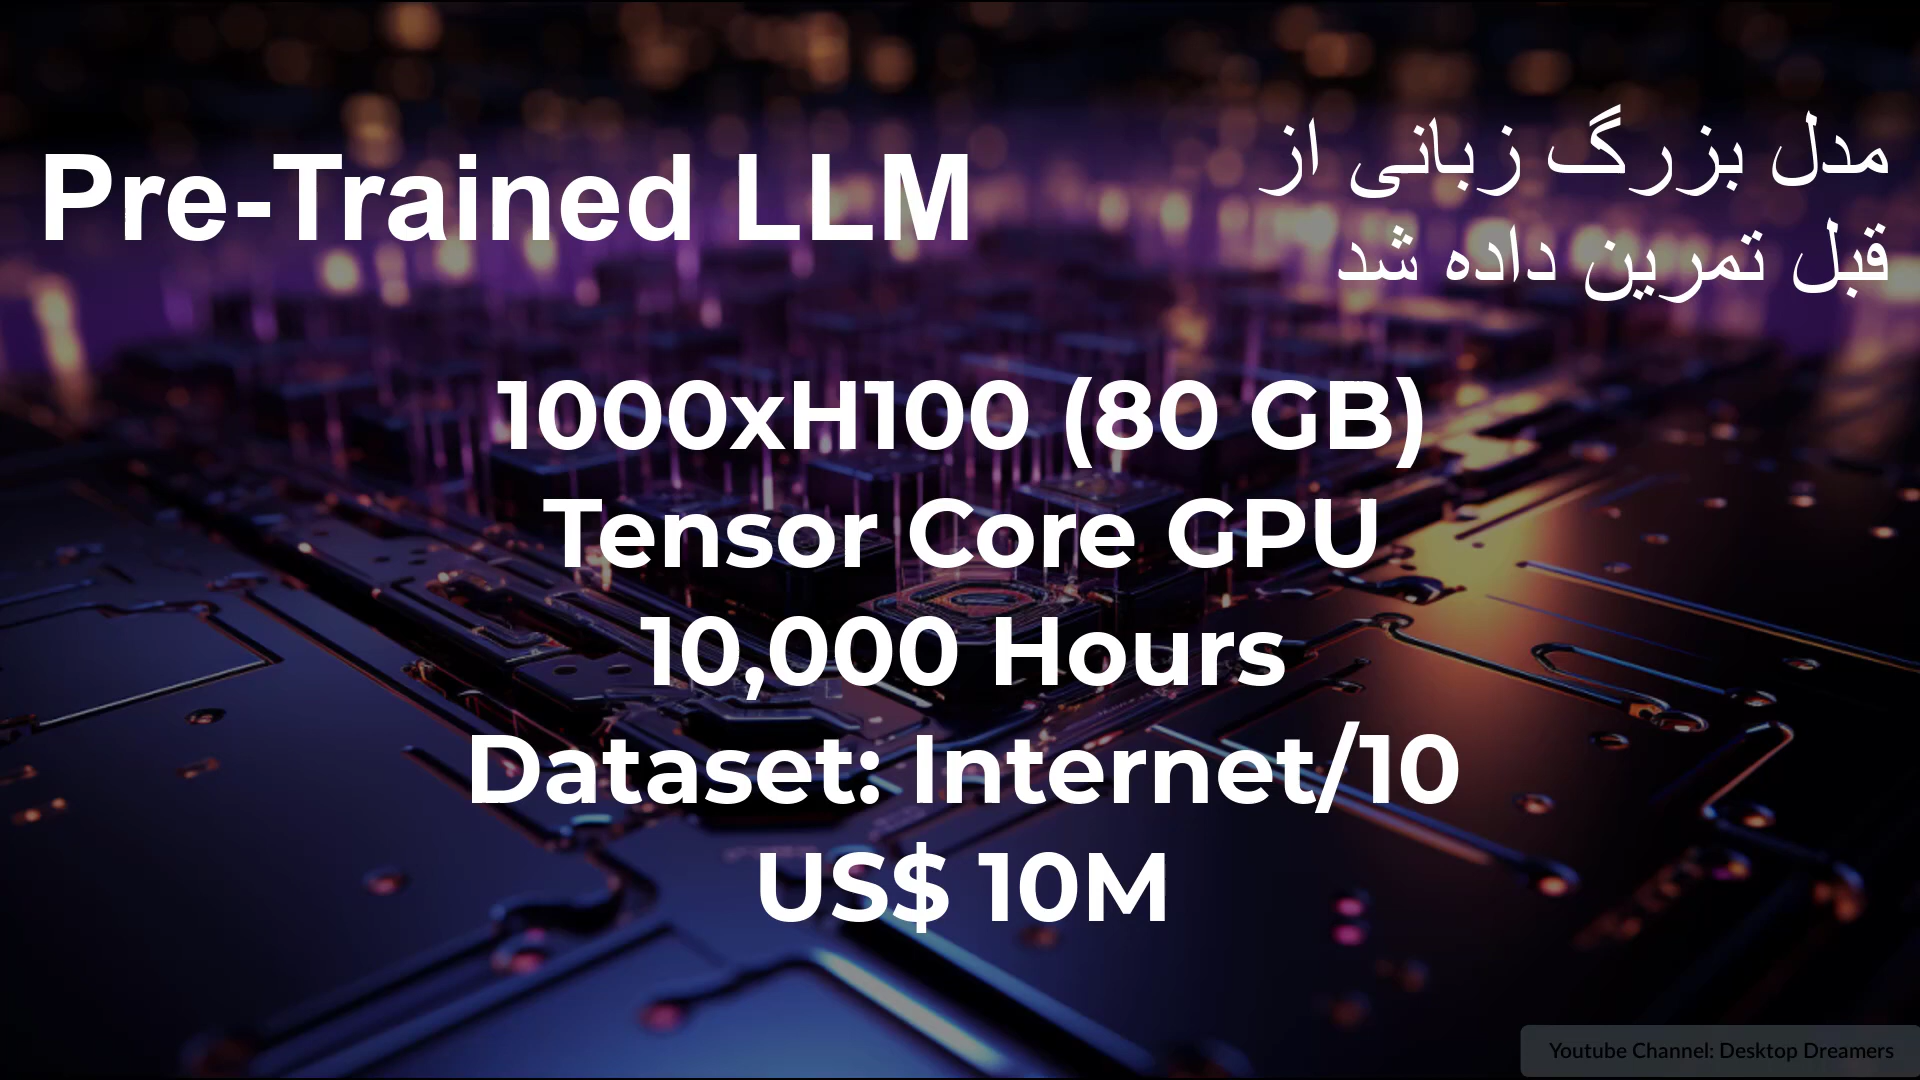 Pre-Trained LLM
مدل بزرگ زبانی از
قبل تمرین داده شد
1000xH100 (80 GB)
Tensor Core GPU
10,000 Hours
Dataset: Internet/10
US$ 10M
Youtube Channel: Desktop Dreamers